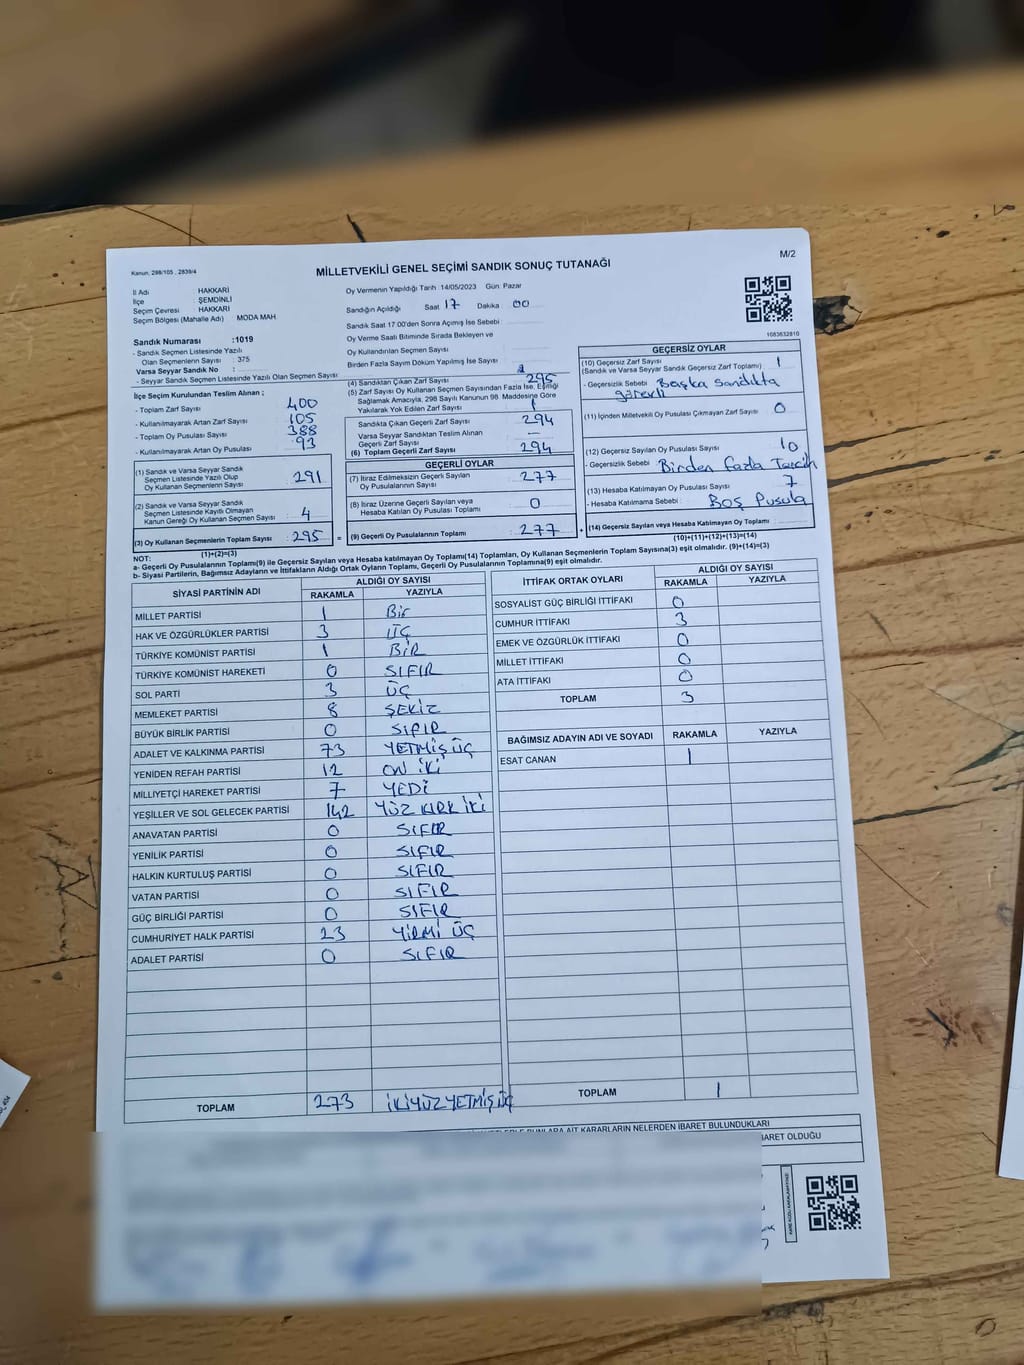 M/2
Kanun, 298/105 , 2839/4
MİLLETVEKİLİ GENEL SEÇİMİ SANDIK SONUÇ TUTANAĞI
İl Adı : HAKKARİ
İlçe : ŞEMDİNLİ
Seçim Çevresi : HAKKARİ
Seçim Bölgesi (Mahalle Adı) MODA MAH
Sandık Numarası :1019
- Sandık Seçmen Listesinde Yazılı
Olan Seçmenlerin Sayısı : 375
Varsa Seyyar Sandık No :
- Seyyar Sandık Seçmen Listesinde Yazılı Olan Seçmen Sayısı
İlçe Seçim Kurulundan Teslim Alınan ;
- Toplam Zarf Sayısı : 400
- Kullanılmayarak Artan Zarf Sayısı : 105
- Toplam Oy Pusulası Sayısı : 388
- Kullanılmayarak Artan Oy Pusulası : 93
(1) Sandık ve Varsa Seyyar Sandık
Seçmen Listesinde Yazılı Olup
Oy Kullanan Seçmenlerin Sayısı : 291
(2) Sandık ve Varsa Seyyar Sandık
Seçmen Listesinde Kayıtlı Olmayan
Kanun Gereği Oy Kullanan Seçmen Sayısı : 4
(3) Oy Kullanan Seçmenlerin Toplam Sayısı : 295 =
(1)+(2)=(3)
Oy Vermenin Yapıldığı Tarih :14/05/2023 Gün: Pazar
Sandığın Açıldığı Saat 17 Dakika 00
Sandık Saat 17:00'den Sonra Açılmış İse Sebebi :
Oy Verme Saati Bitiminde Sırada Bekleyen ve
Oy Kullandırılan Seçmen Sayısı
Birden Fazla Sayım Döküm Yapılmış İse Sayısı :
(4) Sandıktan Çıkan Zarf Sayısı : 295
(5) Zarf Sayısı Oy Kullanan Seçmen Sayısından Fazla İse, Eşitliği
Sağlamak Amacıyla, 298 Sayılı Kanunun 98. Maddesine Göre
Yakılarak Yok Edilen Zarf Sayısı : 1
Sandıkta Çıkan Geçerli Zarf Sayısı : 294
Varsa Seyyar Sandıktan Teslim Alınan
Geçerli Zarf Sayısı : —
(6) Toplam Geçerli Zarf Sayısı : 294
GEÇERLİ OYLAR
(7) İtiraz Edilmeksizin Geçerli Sayılan
Oy Pusulalarının Sayısı : 277
(8) İtiraz Üzerine Geçerli Sayılan veya
Hesaba Katılan Oy Pusulası Toplamı : 0
(9) Geçerli Oy Pusulalarının Toplamı : 277 +
1083632810
GEÇERSİZ OYLAR
(10) Geçersiz Zarf Sayısı : 1
(Sandık ve Varsa Seyyar Sandık Geçersiz Zarf Toplamı)
- Geçersizlik Sebebi : Başka sandıkta
görevli
(11) İçinden Milletvekili Oy Pusulası Çıkmayan Zarf Sayısı : 0
(12) Geçersiz Sayılan Oy Pusulası Sayısı : 10
- Geçersizlik Sebebi : Birden fazla Tercih
(13) Hesaba Katılmayan Oy Pusulası Sayısı : 7
- Hesaba Katılmama Sebebi : Boş Pusula
(14) Geçersiz Sayılan veya Hesaba Katılmayan Oy Toplamı :
(10)+(11)+(12)+(13)=(14)
NOT:
a- Geçerli Oy Pusulalarının Toplamı(9) ile Geçersiz Sayılan veya Hesaba katılmayan Oy Toplamı(14) Toplamları, Oy Kullanan Seçmenlerin Toplam Sayısına(3) eşit olmalıdır. (9)+(14)=(3)
b- Siyasi Partilerin, Bağımsız Adayların ve İttifakların Aldığı Ortak Oyların Toplamı, Geçerli Oy Pusulalarının Toplamına(9) eşit olmalıdır.
SİYASİ PARTİNİN ADI ALDIĞI OY SAYISI
RAKAMLA YAZIYLA
MİLLET PARTİSİ 1 Bir
HAK VE ÖZGÜRLÜKLER PARTİSİ 3 ÜÇ
TÜRKİYE KOMÜNİST PARTİSİ 1 BİR
TÜRKİYE KOMÜNİST HAREKETİ 0 SIFIR
SOL PARTİ 3 ÜÇ
MEMLEKET PARTİSİ 8 SEKİZ
BÜYÜK BİRLİK PARTİSİ 0 SIFIR
ADALET VE KALKINMA PARTİSİ 73 YETMİŞ ÜÇ
YENİDEN REFAH PARTİSİ 12 ON İKİ
MİLLİYETÇİ HAREKET PARTİSİ 7 YEDİ
YEŞİLLER VE SOL GELECEK PARTİSİ 142 YÜZ KIRK İKİ
ANAVATAN PARTİSİ 0 SIFIR
YENİLİK PARTİSİ 0 SIFIR
HALKIN KURTULUŞ PARTİSİ 0 SIFIR
VATAN PARTİSİ 0 SIFIR
GÜÇ BİRLİĞİ PARTİSİ 0 SIFIR
CUMHURİYET HALK PARTİSİ 23 YİRMİ ÜÇ
ADALET PARTİSİ 0 SIFIR
TOPLAM 273 İKİYÜZYETMİŞÜÇ
İTTİFAK ORTAK OYLARI ALDIĞI OY SAYISI
RAKAMLA YAZIYLA
SOSYALİST GÜÇ BİRLİĞİ İTTİFAKI 0
CUMHUR İTTİFAKI 3
EMEK VE ÖZGÜRLÜK İTTİFAKI 0
MİLLET İTTİFAKI 0
ATA İTTİFAKI 0
TOPLAM 3
BAĞIMSIZ ADAYIN ADI VE SOYADI RAKAMLA YAZIYLA
ESAT CANAN 1
TOPLAM 1
BUNLARA AİT KARARLARIN NELERDEN İBARET BULUNDUKLARI
İBARET OLDUĞU